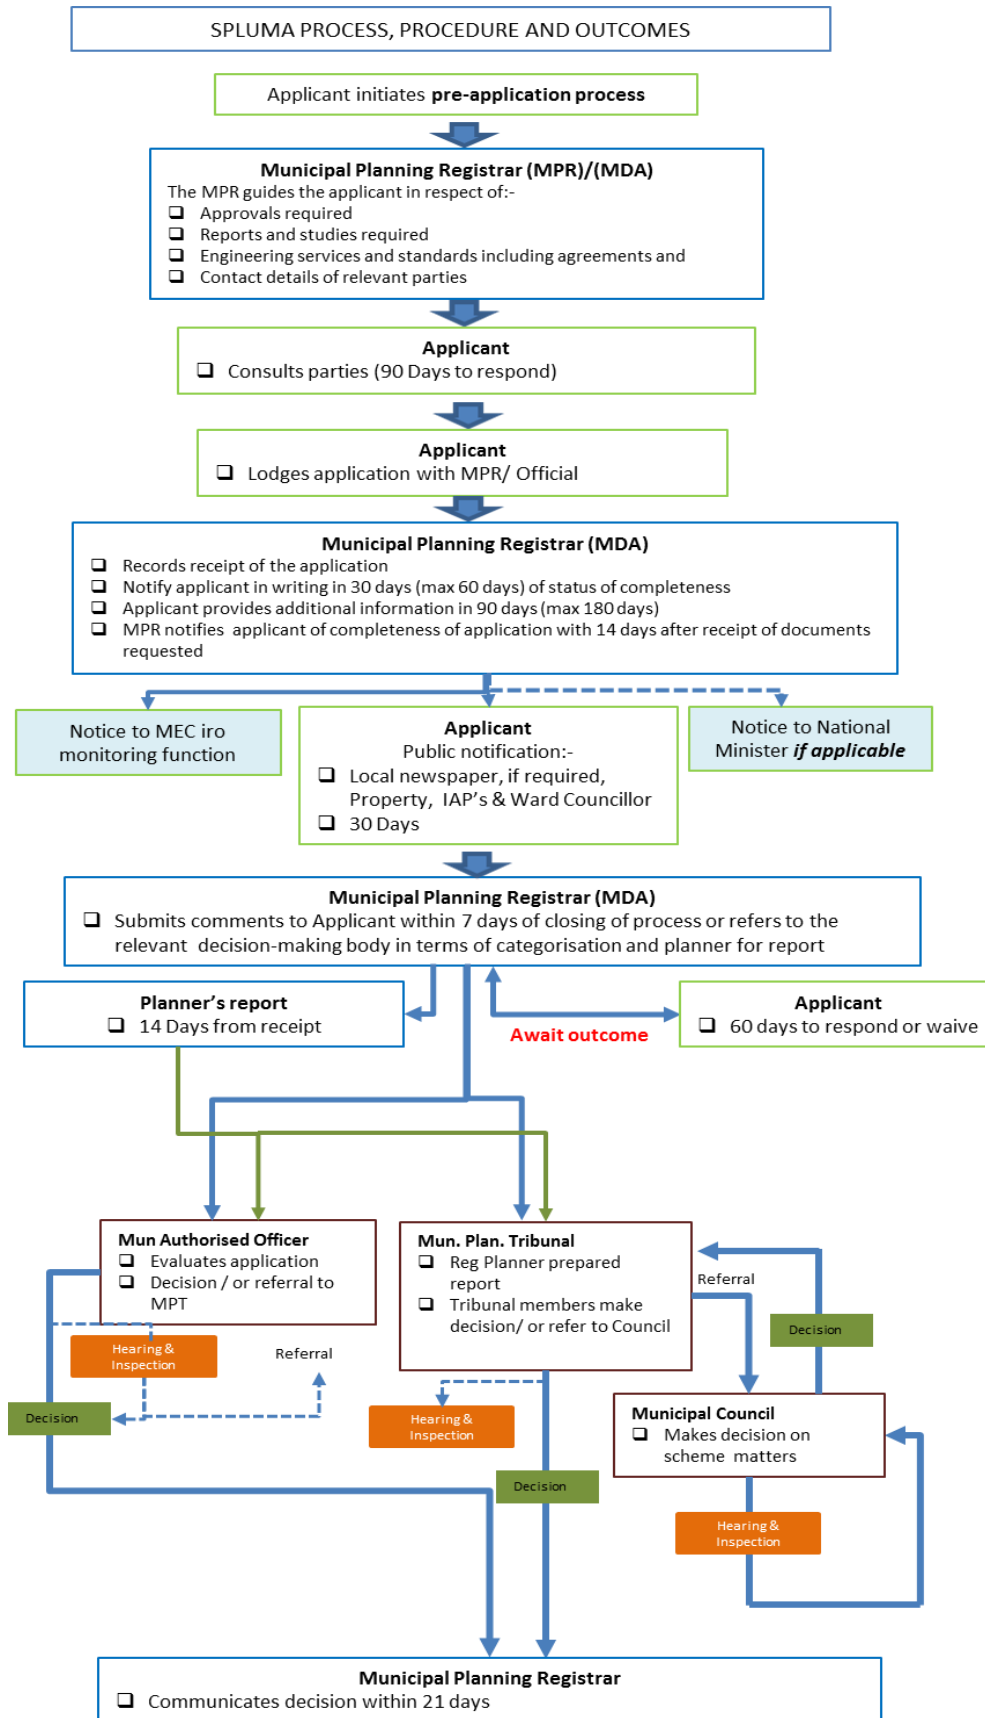 SPLUMA PROCESS, PROCEDURE AND OUTCOMES
Applicant initiates pre-application process
Municipal Planning Registrar (MPR)/(MDA)
The MPR guides the applicant in respect of:-
❑ Approvals required
❑ Reports and studies required
❑ Engineering services and standards including agreements and
❑ Contact details of relevant parties
Applicant
❑ Consults parties (90 Days to respond)
Applicant
❑ Lodges application with MPR/ Official
Municipal Planning Registrar (MDA)
❑ Records receipt of the application
❑ Notify applicant in writing in 30 days (max 60 days) of status of completeness
❑ Applicant provides additional information in 90 days (max 180 days)
❑ MPR notifies applicant of completeness of application with 14 days after receipt of documents
requested
Notice to MEC iro
monitoring function
Applicant
Public notification:-
❑ Local newspaper, if required,
Property, IAP's & Ward Councillor
❑ 30 Days
Notice to National
Minister if applicable
Municipal Planning Registrar (MDA)
❑ Submits comments to Applicant within 7 days of closing of process or refers to the
relevant decision-making body in terms of categorisation and planner for report
Planner's report
❑ 14 Days from receipt
Await outcome
Applicant
❑ 60 days to respond or waive
Mun Authorised Officer
❑ Evaluates application
❑ Decision / or referral to
MPT
Hearing &
Inspection
Referral
Decision
Mun. Plan. Tribunal
❑ Reg Planner prepared
report
❑ Tribunal members make
decision/ or refer to Council
Referral
Decision
Hearing &
Inspection
Decision
Municipal Council
❑ Makes decision on
scheme matters
Hearing &
Inspection
Municipal Planning Registrar
❑ Communicates decision within 21 days